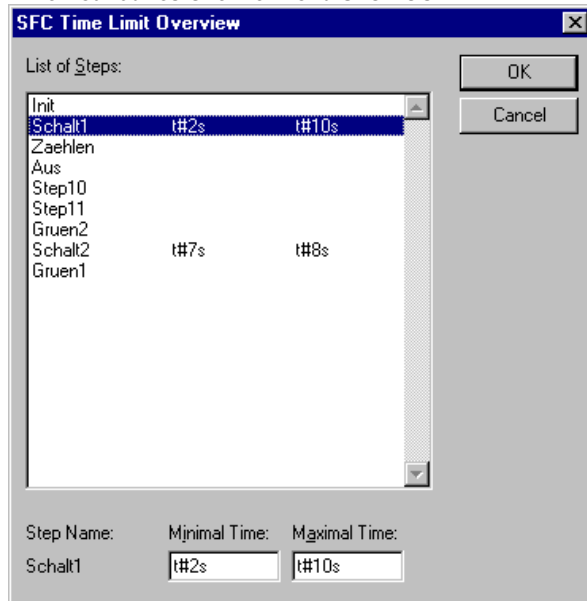 SFC Time Limit Overview
List of Steps:
OK
Cancel
Init
Schalt1 t#2s t#10s
Zaehlen
Aus
Step10
Step11
Gruen2
Schalt2 t#7s t#8s
Gruen1
Step Name: Minimal Time: Maximal Time:
Schalt1 t#2s t#10s